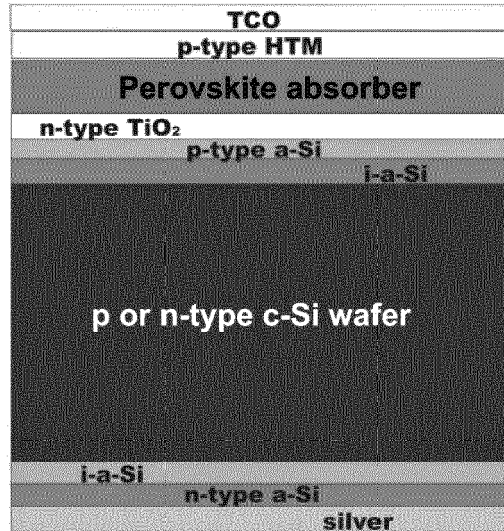 TCO
p-type HTM
Perovskite absorber
n-type TiO₂
p-type a-Si
i-a-Si
p or n-type c-Si wafer
i-a-Si
n-type a-Si
silver